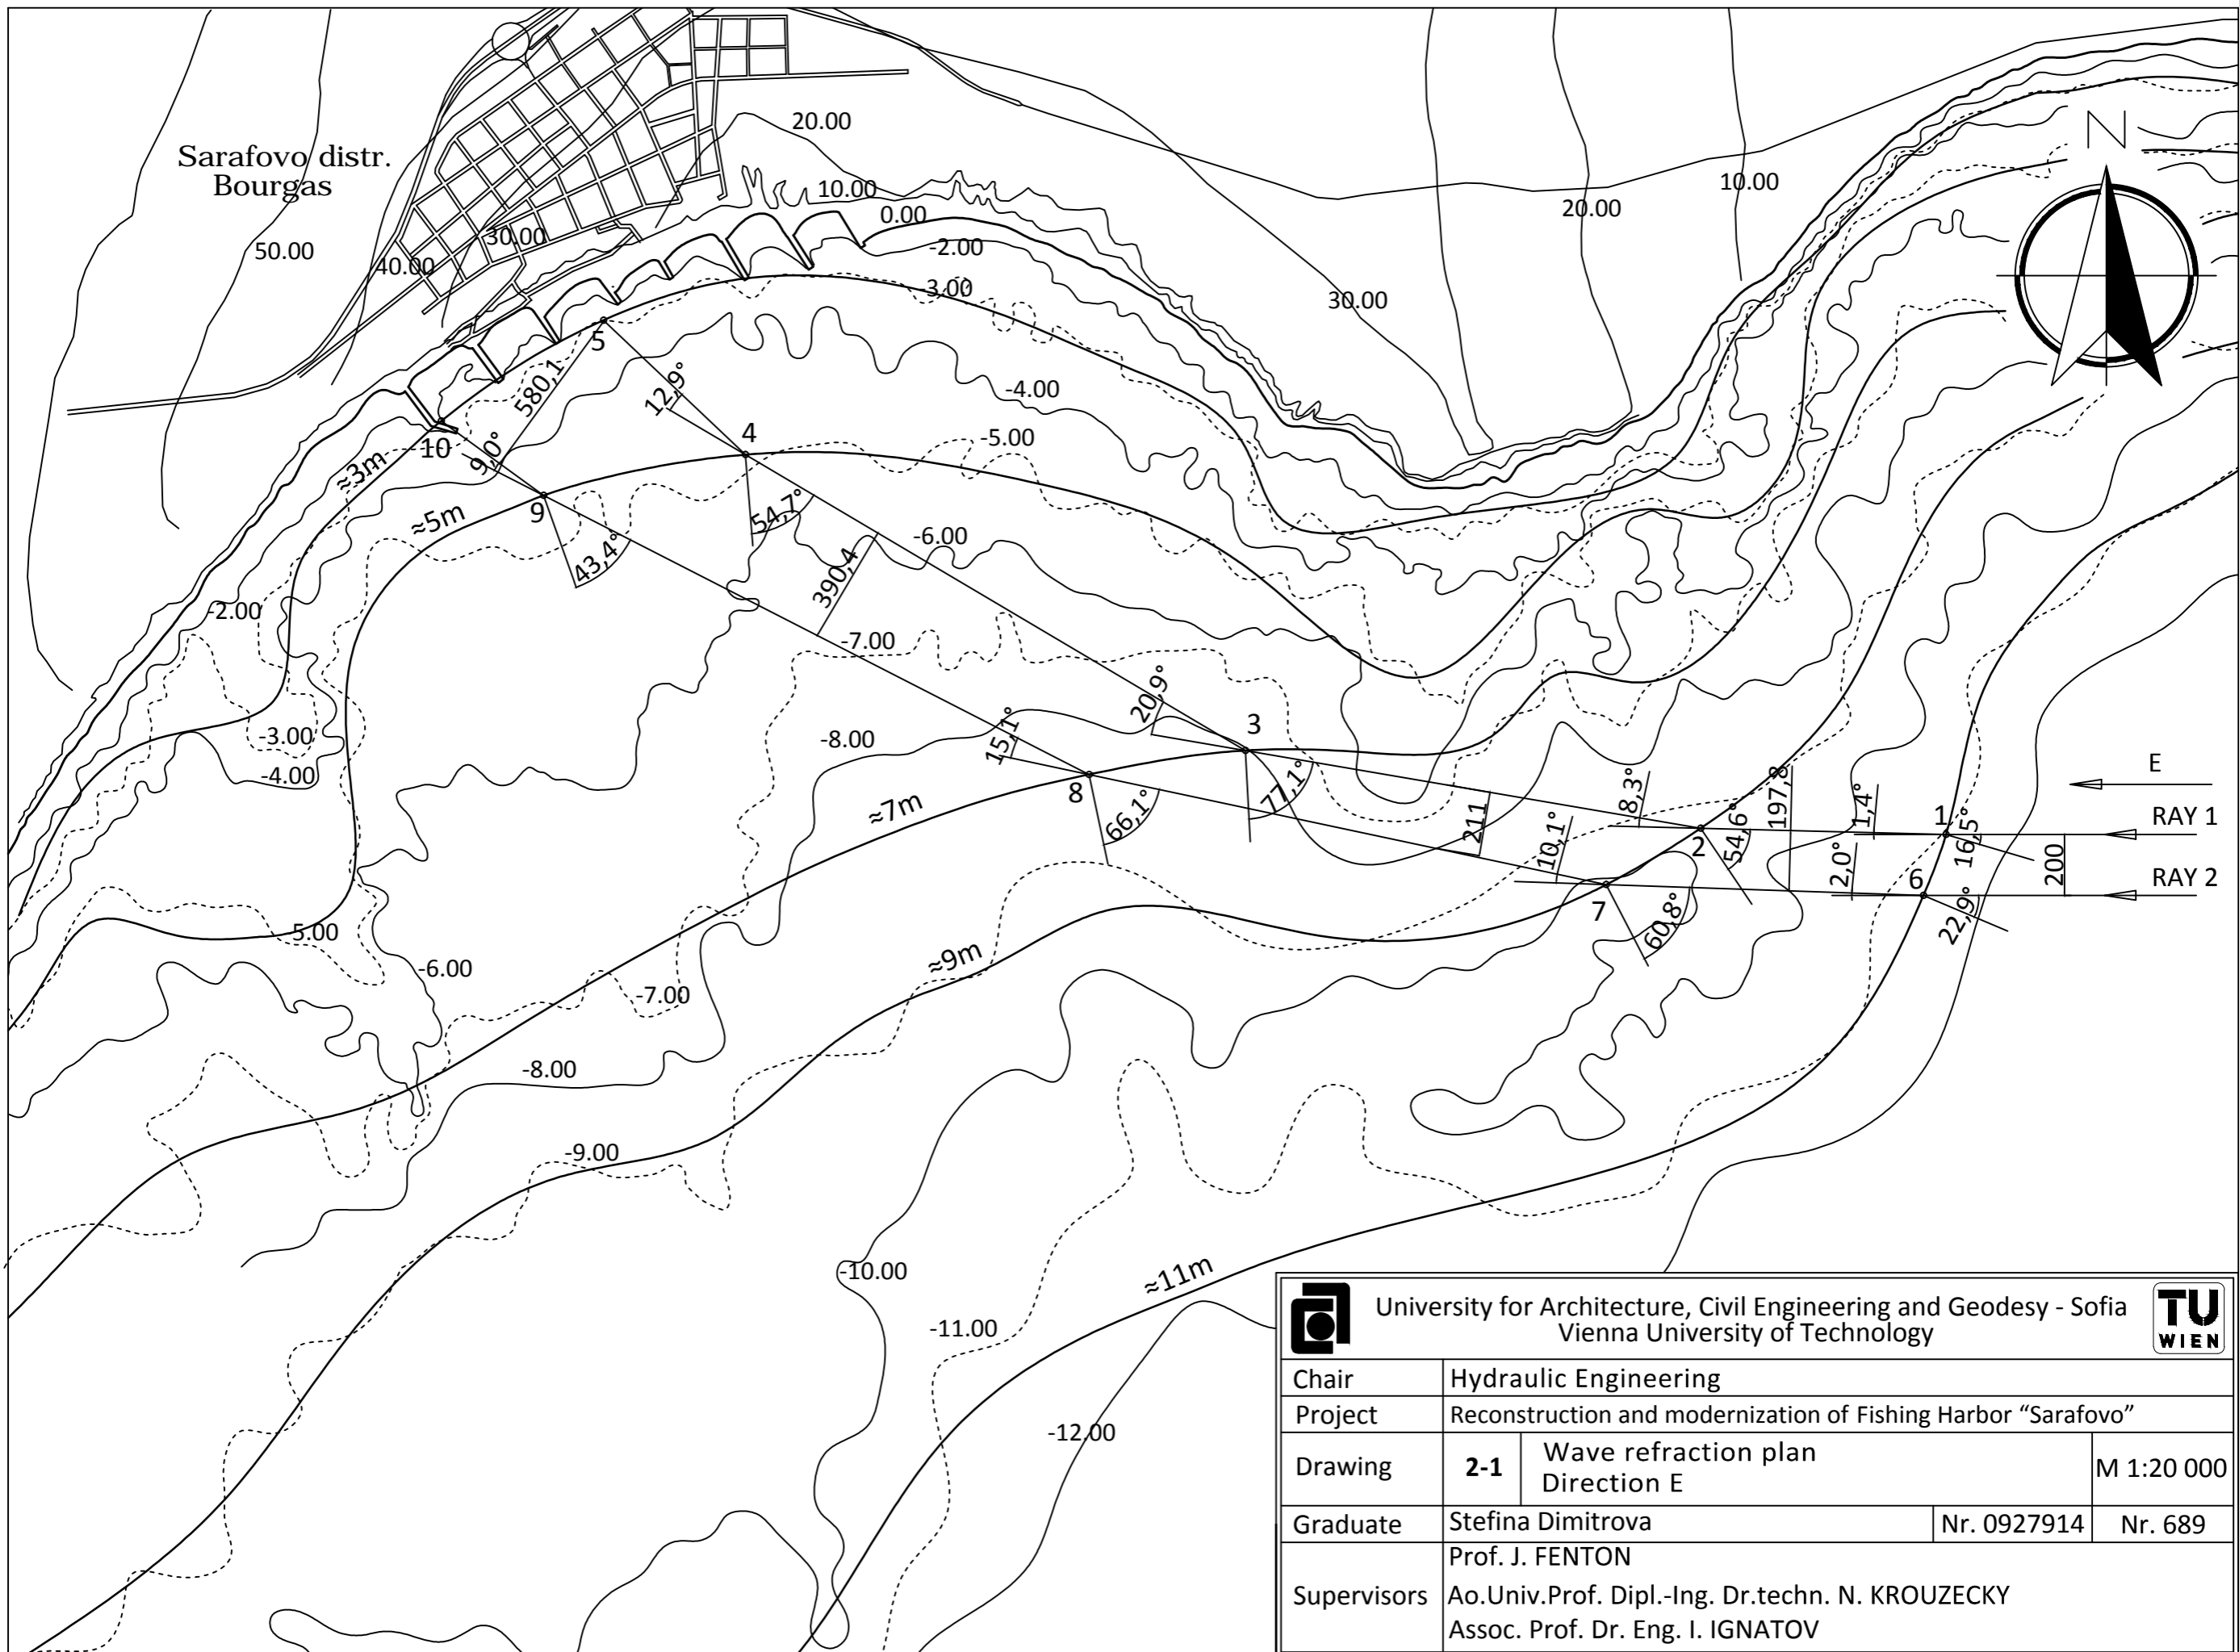 Sarafovo distr.
Bourgas
50.00
40.00
30.00
20.00
10.00
0.00
-2.00
-3.00
-4.00
-5.00
-6.00
-7.00
-8.00
30.00
20.00
10.00
N
5
580,1
12,9°
4
10
9,0°
9
≈3m
≈5m
54,7°
43,4°
390,4
-2.00
-3.00
-4.00
5.00
-6.00
-7.00
-8.00
-9.00
-10.00
-11.00
-12.00
20,9°
3
15,1°
8
77,1°
66,1°
≈7m
≈9m
≈11m
211
8,3°
10,1°
2
54,6°
197,8
7
60,8°
1,4°
2,0°
1
16,5°
6
22,9°
200
E
RAY 1
RAY 2
University for Architecture, Civil Engineering and Geodesy - Sofia
Vienna University of Technology
TU
WIEN
Chair Hydraulic Engineering
Project Reconstruction and modernization of Fishing Harbor “Sarafovo”
Drawing 2-1 Wave refraction plan
Direction E
M 1:20 000
Graduate Stefina Dimitrova Nr. 0927914 Nr. 689
Supervisors
Prof. J. FENTON
Ao.Univ.Prof. Dipl.-Ing. Dr.techn. N. KROUZECKY
Assoc. Prof. Dr. Eng. I. IGNATOV